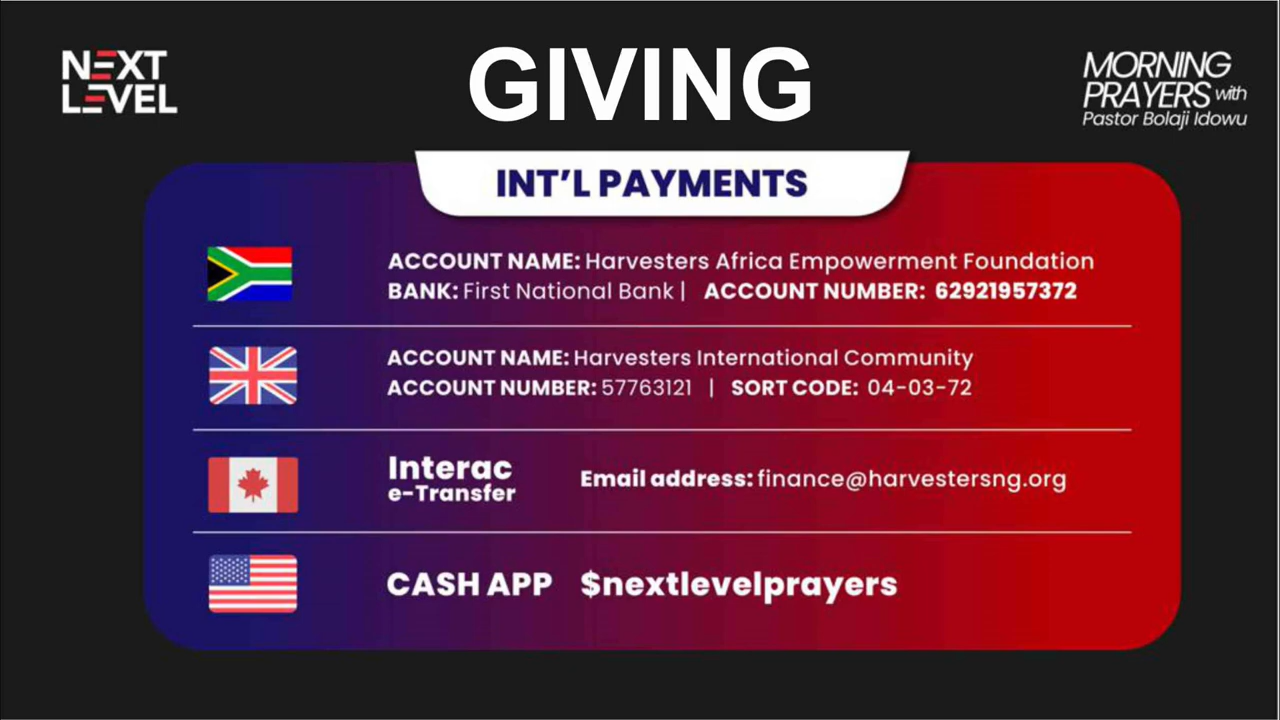 NEXT
LEVEL
GIVING
MORNING
PRAYERS with
Pastor Bolaji Idowu
INT'L PAYMENTS
ACCOUNT NAME: Harvesters Africa Empowerment Foundation
BANK: First National Bank | ACCOUNT NUMBER: 62921957372
ACCOUNT NAME: Harvesters International Community
ACCOUNT NUMBER: 57763121 | SORT CODE: 04-03-72
Interac
e-Transfer
Email address: finance@harvestersng.org
CASH APP $nextlevelprayers